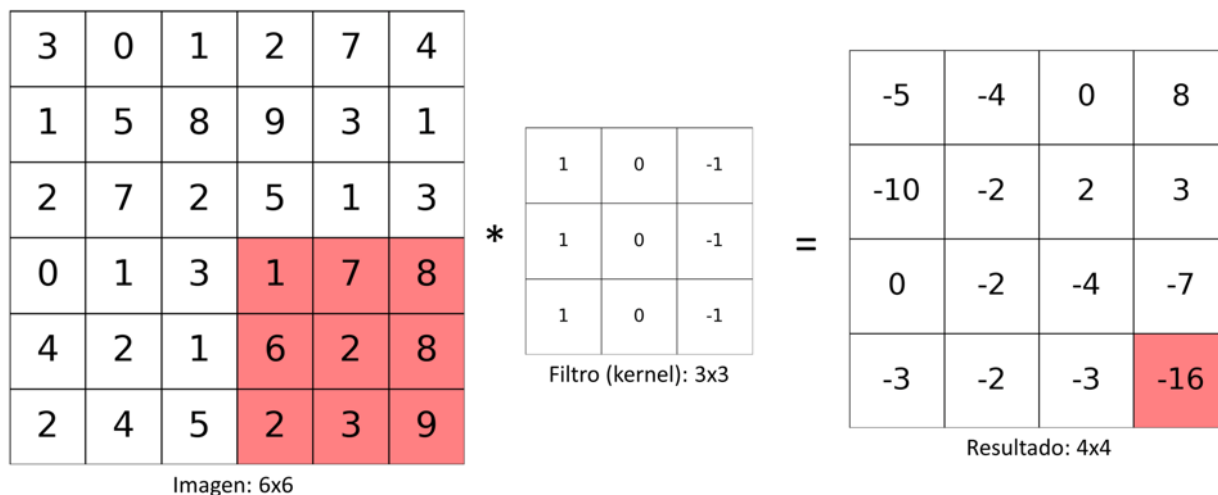 3 0 1 2 7 4
1 5 8 9 3 1
2 7 2 5 1 3
0 1 3 1 7 8
4 2 1 6 2 8
2 4 5 2 3 9
Imagen: 6x6
*
1 0 -1
1 0 -1
1 0 -1
Filtro (kernel): 3x3
=
-5 -4 0 8
-10 -2 2 3
0 -2 -4 -7
-3 -2 -3 -16
Resultado: 4x4